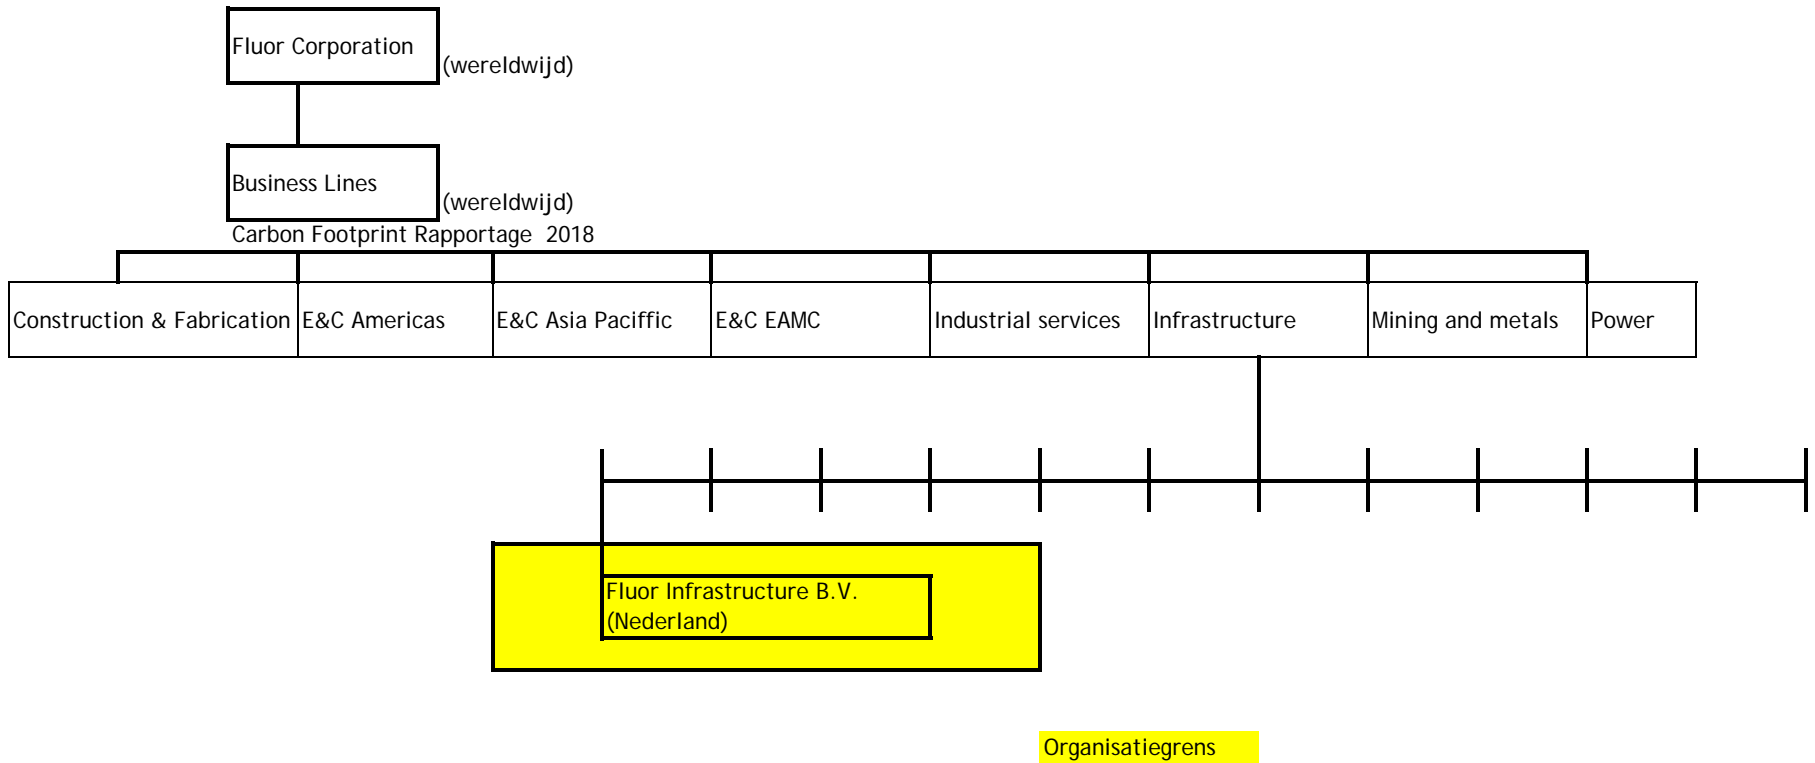 Fluor Corporation
(wereldwijd)
Business Lines
(wereldwijd)
Carbon Footprint Rapportage 2018
Construction & Fabrication
E&C Americas
E&C Asia Paciffic
E&C EAMC
Industrial services
Infrastructure
Mining and metals
Power
Fluor Infrastructure B.V.
(Nederland)
Organisatiegrens